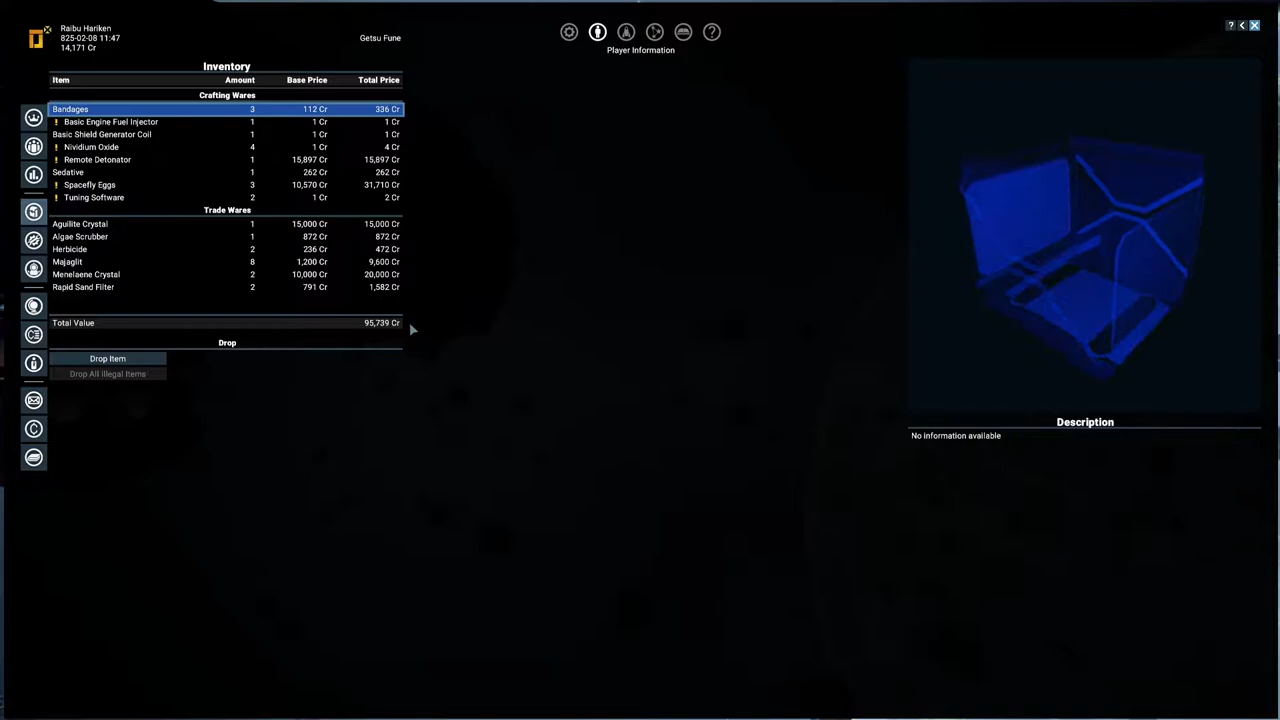 Raibu Hariken
825-02-08 11:47
14,171 Cr
Getsu Fune
Player Information
? <
Inventory
Item Amount Base Price Total Price
Crafting Wares
Bandages 3 112 Cr 336 Cr
! Basic Engine Fuel Injector 1 1 Cr 1 Cr
Basic Shield Generator Coil 1 1 Cr 1 Cr
! Nividium Oxide 4 1 Cr 4 Cr
! Remote Detonator 1 15,897 Cr 15,897 Cr
Sedative 1 262 Cr 262 Cr
! Spacefly Eggs 3 10,570 Cr 31,710 Cr
! Tuning Software 2 1 Cr 2 Cr
Trade Wares
Aguilite Crystal 1 15,000 Cr 15,000 Cr
Algae Scrubber 1 872 Cr 872 Cr
Herbicide 2 236 Cr 472 Cr
Majaglit 8 1,200 Cr 9,600 Cr
Menelaene Crystal 2 10,000 Cr 20,000 Cr
Rapid Sand Filter 2 791 Cr 1,582 Cr
Total Value 95,739 Cr
Drop
Drop Item
Drop All Illegal Items
Description
No information available